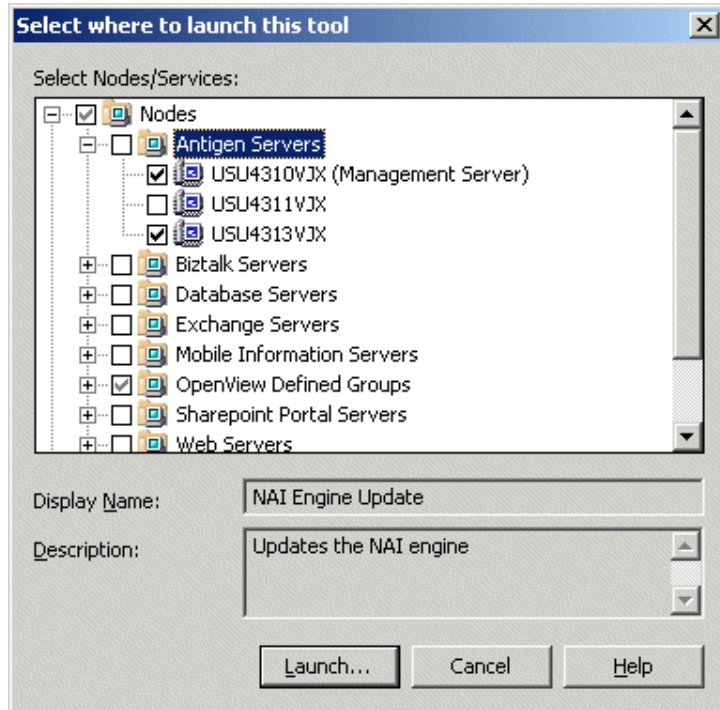 Select where to launch this tool
Select Nodes/Services:
Nodes
Antigen Servers
USU4310VJX (Management Server)
USU4311VJX
USU4313VJX
Biztalk Servers
Database Servers
Exchange Servers
Mobile Information Servers
OpenView Defined Groups
Sharepoint Portal Servers
Web Servers
Display Name: NAI Engine Update
Description: Updates the NAI engine
Launch... Cancel Help